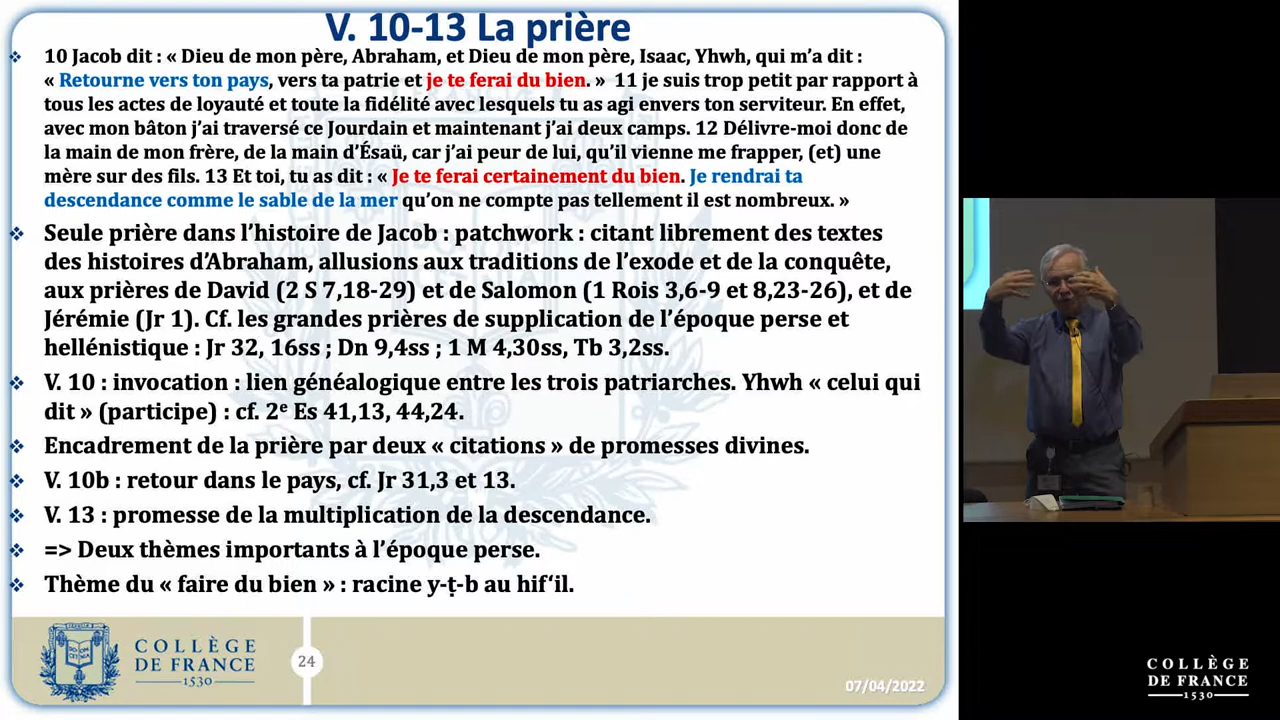 V. 10-13 La prière
10 Jacob dit : « Dieu de mon père, Abraham, et Dieu de mon père, Isaac, Yhwh, qui m’a dit :
« Retourne vers ton pays, vers ta patrie et je te ferai du bien. » 11 je suis trop petit par rapport à
tous les actes de loyauté et toute la fidélité avec lesquels tu as agi envers ton serviteur. En effet,
avec mon bâton j’ai traversé ce Jourdain et maintenant j’ai deux camps. 12 Délivre-moi donc de
la main de mon frère, de la main d’Ésaü, car j’ai peur de lui, qu’il vienne me frapper, (et) une
mère sur des fils. 13 Et toi, tu as dit : « Je te ferai certainement du bien. Je rendrai ta
descendance comme le sable de la mer qu’on ne compte pas tellement il est nombreux. »
Seule prière dans l’histoire de Jacob : patchwork : citant librement des textes
des histoires d’Abraham, allusions aux traditions de l’exode et de la conquête,
aux prières de David (2 S 7,18-29) et de Salomon (1 Rois 3,6-9 et 8,23-26), et de
Jérémie (Jr 1). Cf. les grandes prières de supplication de l’époque perse et
hellénistique : Jr 32, 16ss ; Dn 9,4ss ; 1 M 4,30ss, Tb 3,2ss.
V. 10 : invocation : lien généalogique entre les trois patriarches. Yhwh « celui qui
dit » (participe) : cf. 2e Es 41,13, 44,24.
Encadrement de la prière par deux « citations » de promesses divines.
V. 10b : retour dans le pays, cf. Jr 31,3 et 13.
V. 13 : promesse de la multiplication de la descendance.
=> Deux thèmes importants à l’époque perse.
Thème du « faire du bien » : racine y-ṭ-b au hif‘il.
COLLÈGE
DE FRANCE
1530
24
07/04/2022
COLLÈGE
DE FRANCE
1530